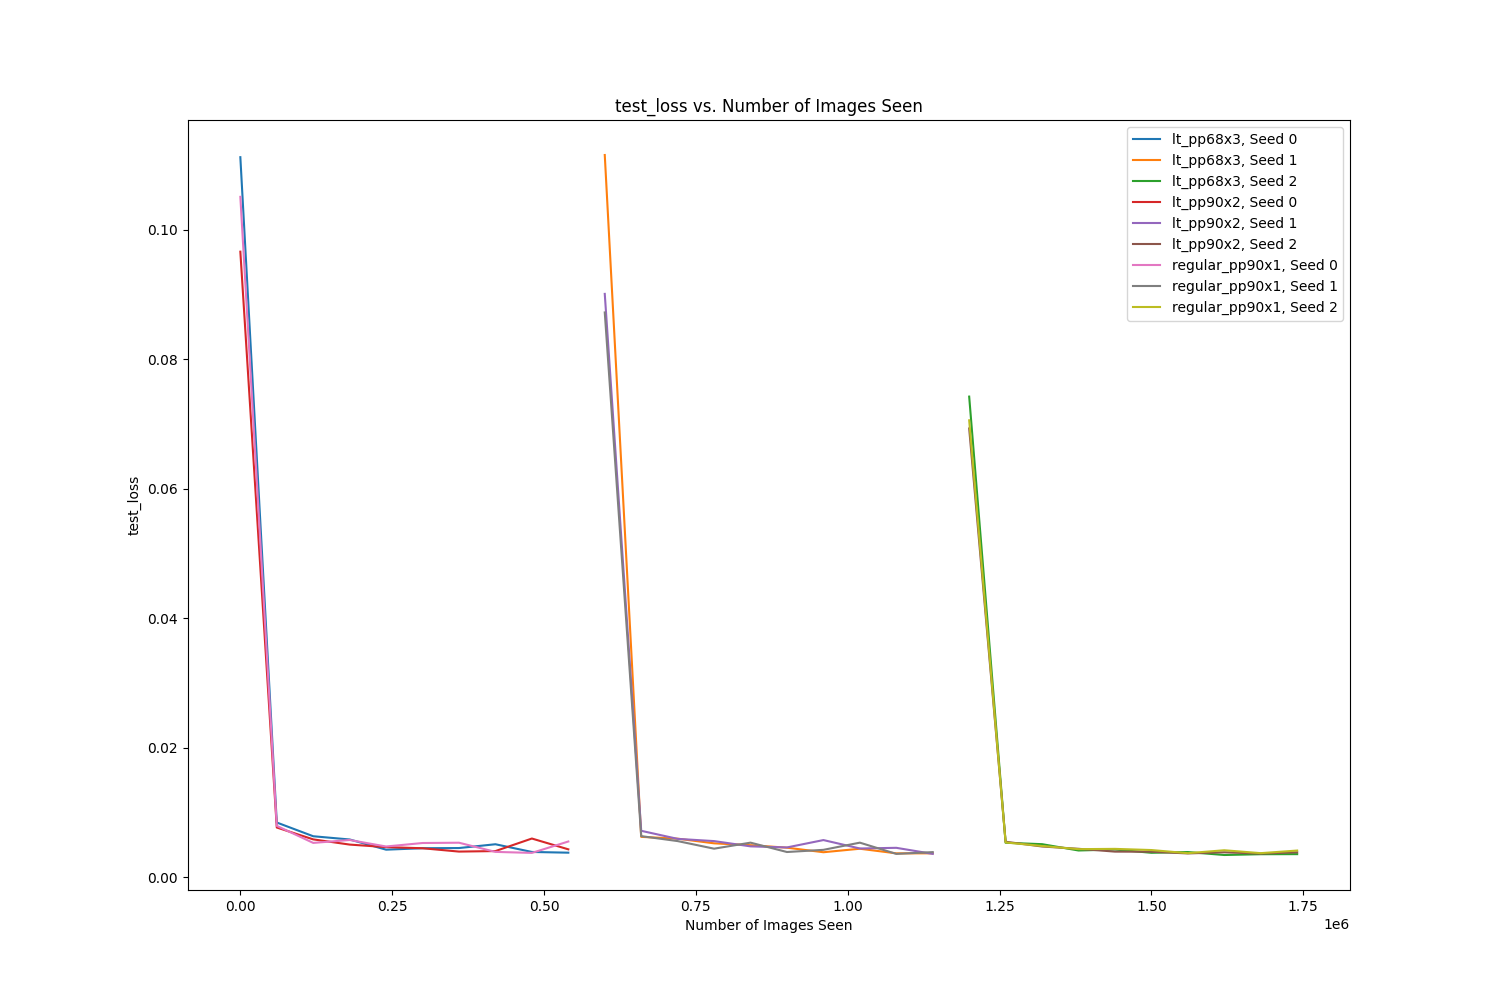 test_loss vs. Number of Images Seen
lt_pp68x3, Seed 0
lt_pp68x3, Seed 1
lt_pp68x3, Seed 2
lt_pp90x2, Seed 0
lt_pp90x2, Seed 1
lt_pp90x2, Seed 2
regular_pp90x1, Seed 0
regular_pp90x1, Seed 1
regular_pp90x1, Seed 2
0.10
0.08
0.06
0.04
0.02
0.00
test_loss
0.00 0.25 0.50 0.75 1.00 1.25 1.50 1.75
1e6
Number of Images Seen